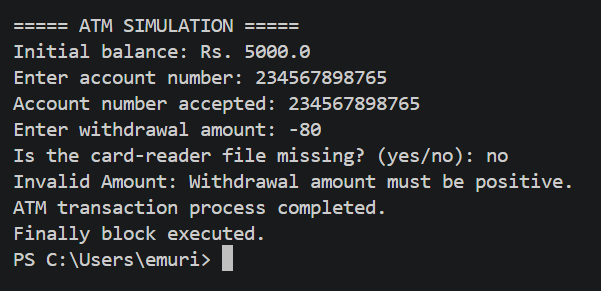 ===== ATM SIMULATION =====
Initial balance: Rs. 5000.0
Enter account number: 234567898765
Account number accepted: 234567898765
Enter withdrawal amount: -80
Is the card-reader file missing? (yes/no): no
Invalid Amount: Withdrawal amount must be positive.
ATM transaction process completed.
Finally block executed.
PS C:\Users\emuri>